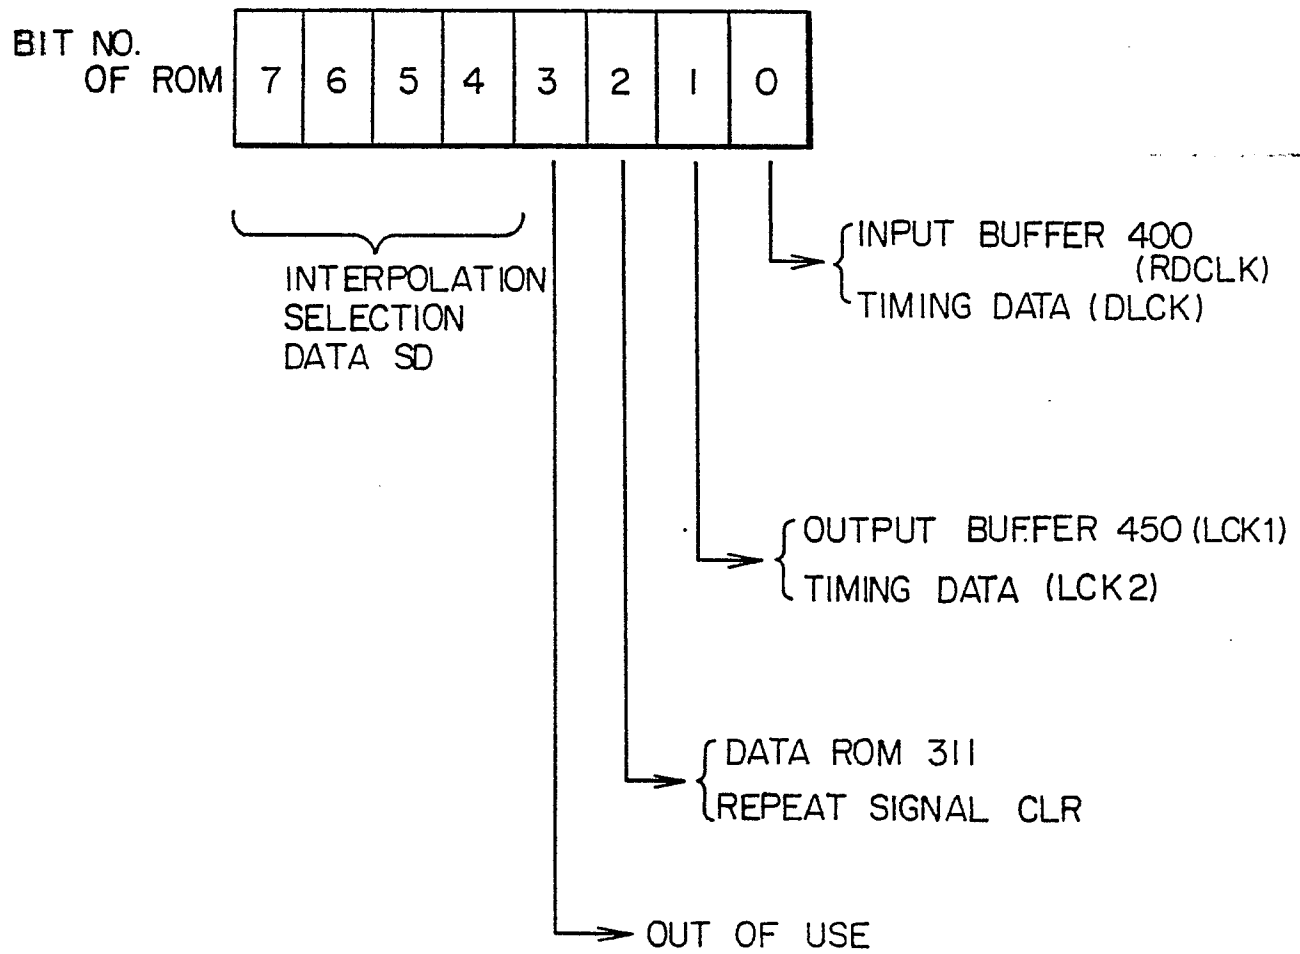 BIT NO.
OF ROM
7 6 5 4 3 2 1 0
INPUT BUFFER 400
(RDCLK)
TIMING DATA (DLCK)
INTERPOLATION
SELECTION
DATA SD
OUTPUT BUFFER 450 (LCK1)
TIMING DATA (LCK2)
DATA ROM 311
REPEAT SIGNAL CLR
OUT OF USE